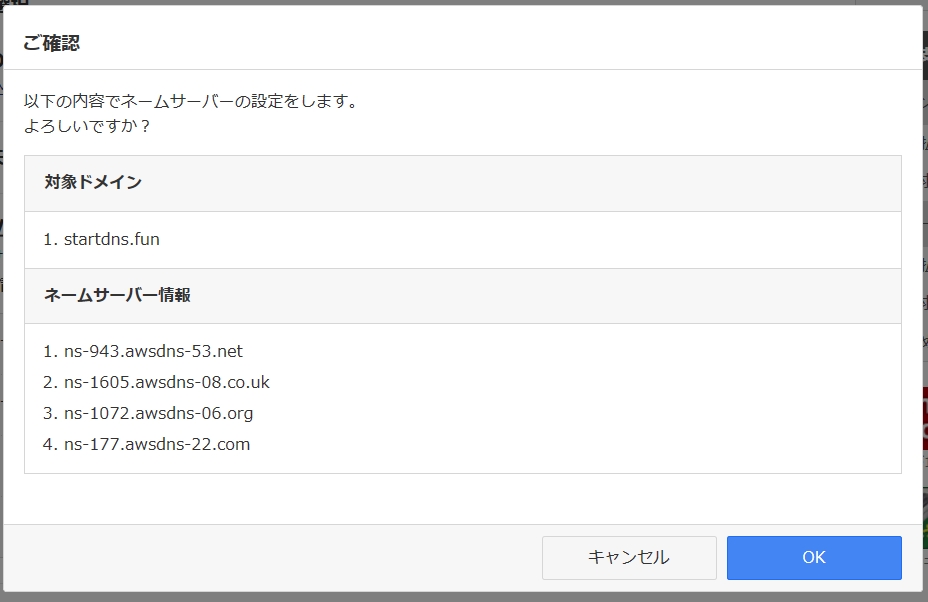 ご確認
以下の内容でネームサーバーの設定をします。
よろしいですか？
対象ドメイン
1. startdns.fun
ネームサーバー情報
1. ns-943.awsdns-53.net
2. ns-1605.awsdns-08.co.uk
3. ns-1072.awsdns-06.org
4. ns-177.awsdns-22.com
キャンセル
OK